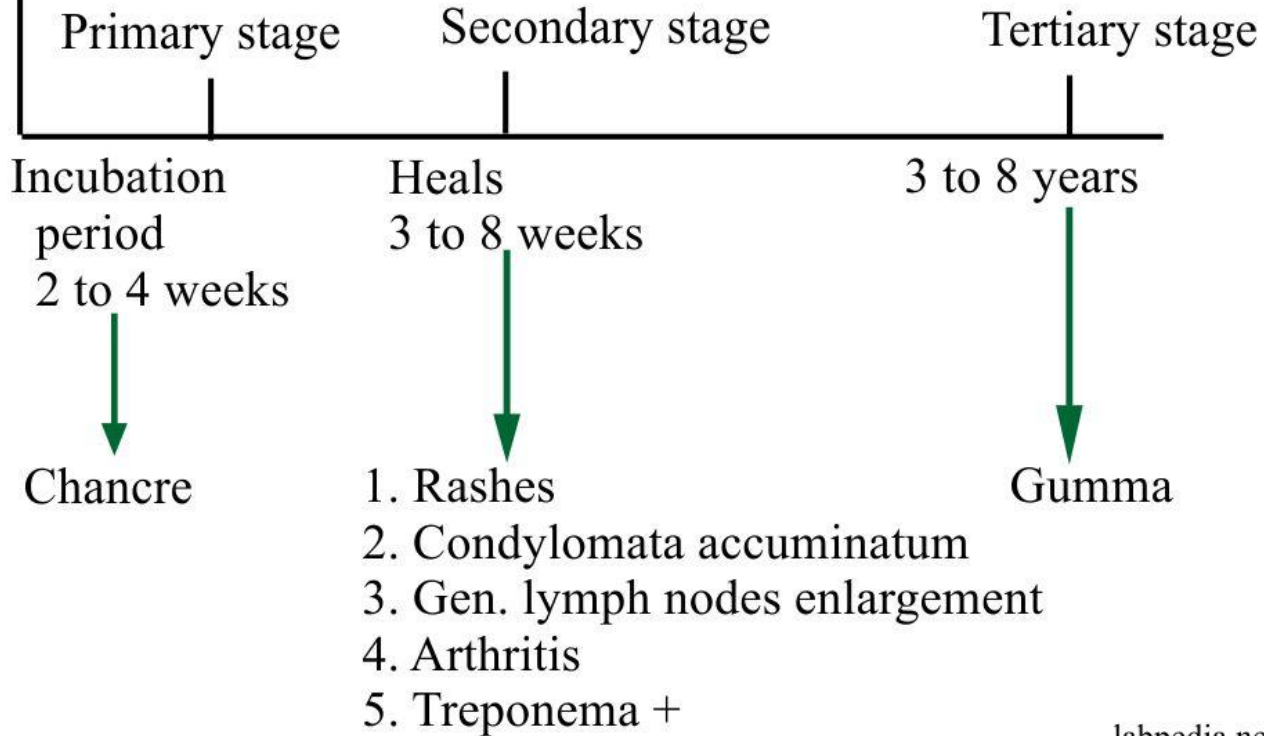 Primary stage
Secondary stage
Tertiary stage
Incubation
period
2 to 4 weeks
Heals
3 to 8 weeks
3 to 8 years
Chancre
1. Rashes
2. Condylomata accuminatum
3. Gen. lymph nodes enlargement
4. Arthritis
5. Treponema +
Gumma